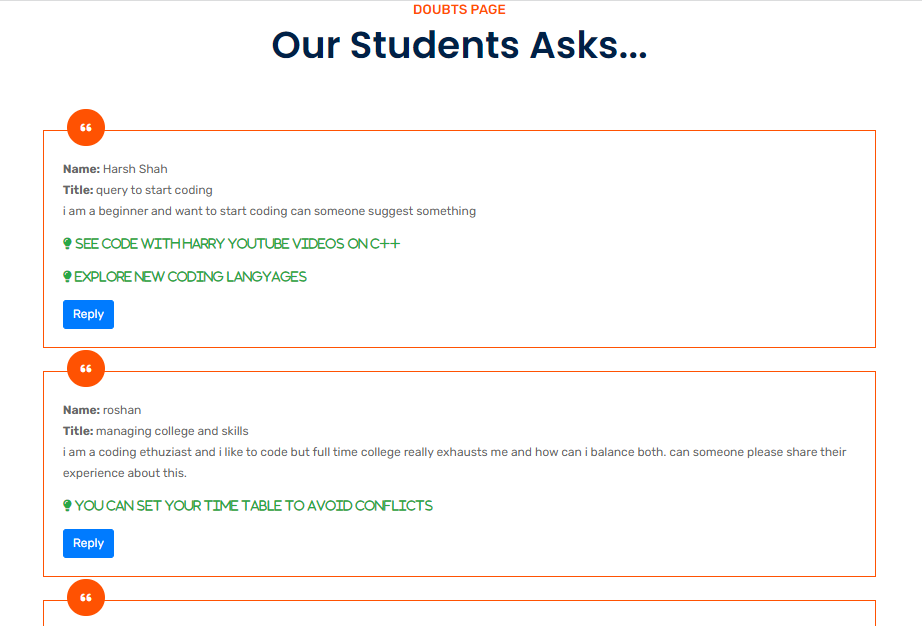 DOUBTS PAGE
Our Students Asks...
Name: Harsh Shah
Title: query to start coding
i am a beginner and want to start coding can someone suggest something
SEE CODE WITH HARRY YOUTUBE VIDEOS ON C++
EXPLORE NEW CODING LANGYAGES
Reply
Name: roshan
Title: managing college and skills
i am a coding ethuziast and i like to code but full time college really exhausts me and how can i balance both. can someone please share their
experience about this.
YOU CAN SET YOUR TIME TABLE TO AVOID CONFLICTS
Reply